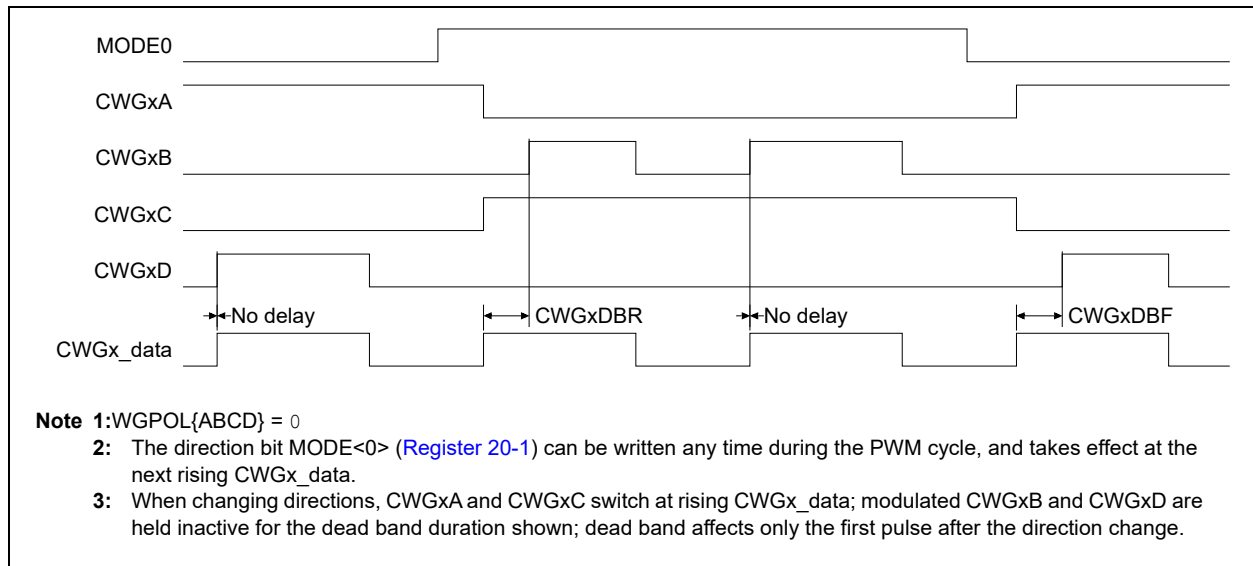 MODE0
CWGxA
CWGxB
CWGxC
CWGxD
No delay CWGxDBR No delay CWGxDBF
CWGx_data
Note 1:WGPOL{ABCD} = 0
2: The direction bit MODE<0> (Register 20-1) can be written any time during the PWM cycle, and takes effect at the
next rising CWGx_data.
3: When changing directions, CWGxA and CWGxC switch at rising CWGx_data; modulated CWGxB and CWGxD are
held inactive for the dead band duration shown; dead band affects only the first pulse after the direction change.